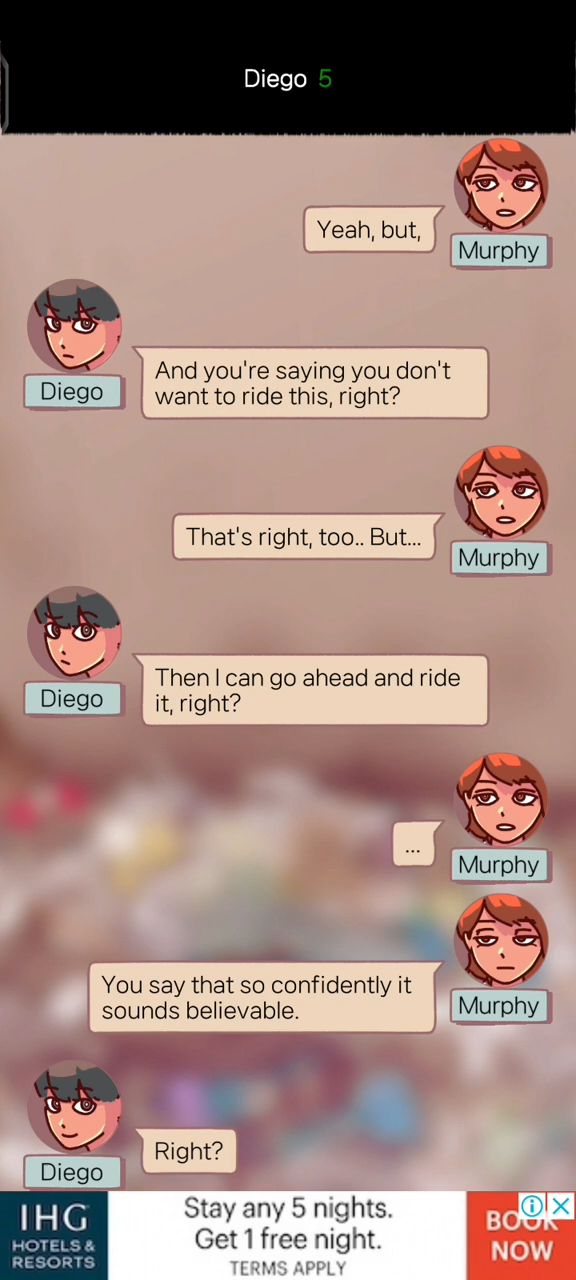 Diego 5
Yeah, but,
Murphy
Diego
And you're saying you don't
want to ride this, right?
That's right, too.. But...
Murphy
Diego
Then I can go ahead and ride
it, right?
...
Murphy
You say that so confidently it
sounds believable.
Murphy
Diego
Right?
IHG
HOTELS &
RESORTS
Stay any 5 nights.
Get 1 free night.
TERMS APPLY
BOOK
NOW